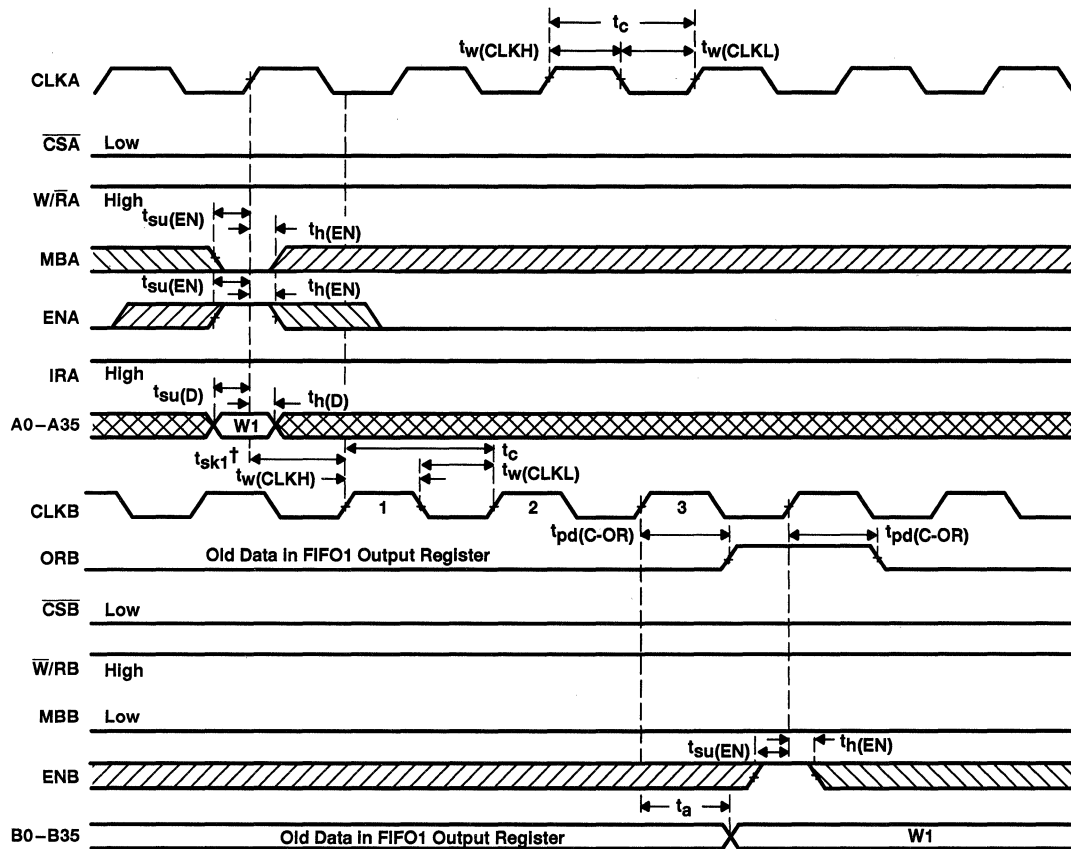 tc
tw(CLKH)
tw(CLKL)
CLKA
C̅S̅A̅
Low
W/R̅A
High
tsu(EN)
th(EN)
MBA
tsu(EN)
th(EN)
ENA
IRA
High
tsu(D)
th(D)
A0–A35
W1
tsk1†
tc
tw(CLKH)
tw(CLKL)
CLKB
1
2
3
tpd(C-OR)
tpd(C-OR)
ORB
Old Data in FIFO1 Output Register
C̅S̅B̅
Low
W̅/RB
High
MBB
Low
tsu(EN)
th(EN)
ENB
ta
B0–B35
Old Data in FIFO1 Output Register
W1